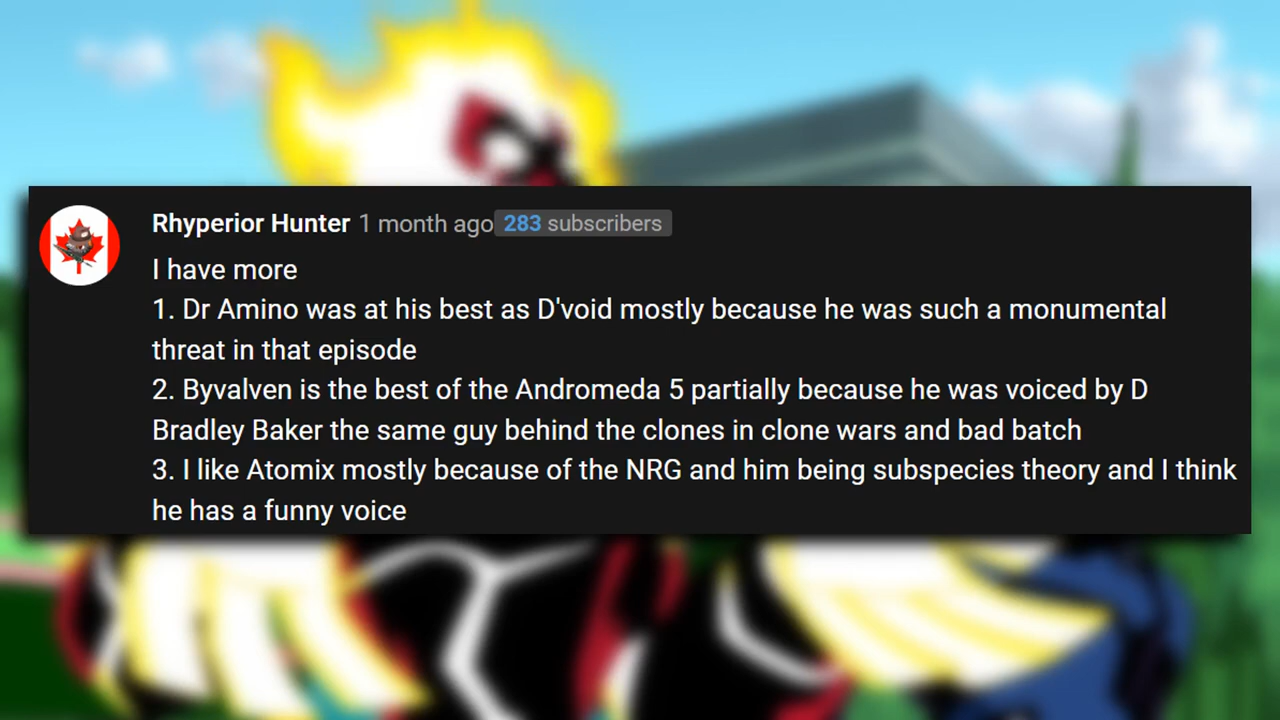 Rhyperior Hunter 1 month ago 283 subscribers
I have more
1. Dr Amino was at his best as D'void mostly because he was such a monumental
threat in that episode
2. Byvalven is the best of the Andromeda 5 partially because he was voiced by D
Bradley Baker the same guy behind the clones in clone wars and bad batch
3. I like Atomix mostly because of the NRG and him being subspecies theory and I think
he has a funny voice